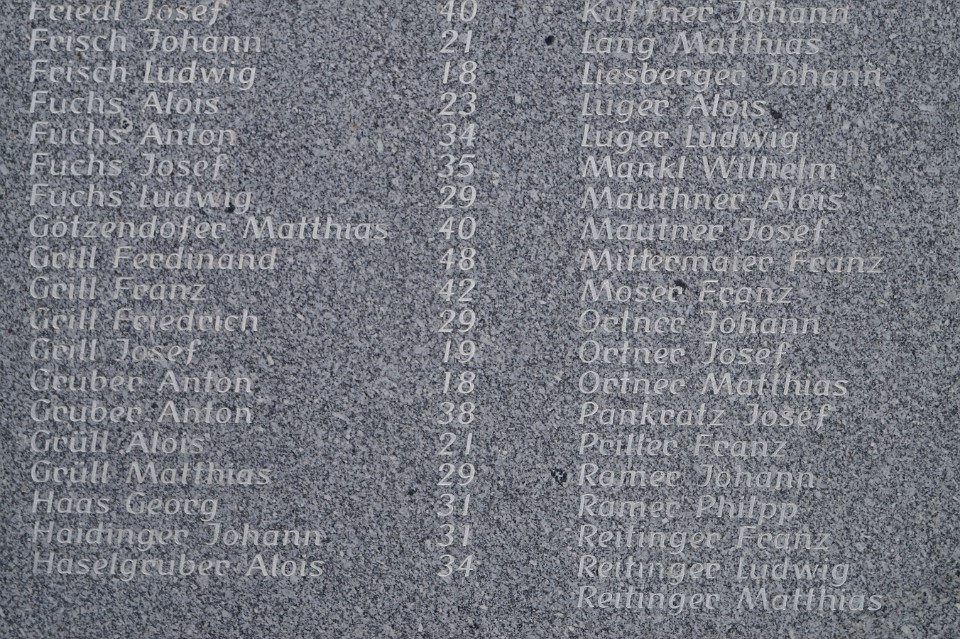 Friedl Josef 40
Frisch Johann 21
Frisch Ludwig 18
Fuchs Alois 23
Fuchs Anton 34
Fuchs Josef 35
Fuchs Ludwig 29
Götzendofer Matthias 40
Grill Ferdinand 48
Grill Franz 42
Grill Friedrich 29
Grill Josef 19
Gruber Anton 18
Gruber Anton 38
Grüll Alois 21
Grüll Matthias 29
Haas Georg 31
Haidinger Johann 31
Haselgruber Alois 34
Kuffner Johann
Lang Matthias
Liesberger Johann
Luger Alois
Luger Ludwig
Mankl Wilhelm
Mauthner Alois
Mautner Josef
Mittermaier Franz
Moser Franz
Ortner Johann
Ortner Josef
Ortner Matthias
Pankratz Josef
Priller Franz
Ramer Johann
Ramer Philpp
Reitinger Franz
Reitinger Ludwig
Reitinger Matthias